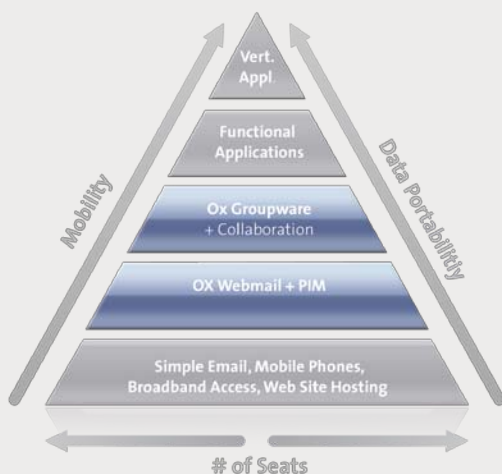 Vert.
Appl.
Functional
Applications
Ox Groupware
+ Collaboration
OX Webmail + PIM
Simple Email, Mobile Phones,
Broadband Access, Web Site Hosting
Mobility
Data Portabilitiy
# of Seats